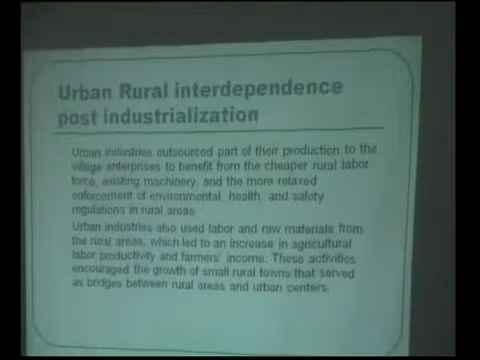 Urban Rural interdependence
post industrialization
Urban industries outsourced part of their production to the
village enterprises to benefit from the cheaper rural labor
force, existing machinery, and the more relaxed
enforcement of environmental, health, and safety
regulations in rural areas
Urban industries also used labor and raw materials from
the rural areas, which led to an increase in agricultural
labor productivity and farmers' income. These activities
encouraged the growth of small rural towns that served
as bridges between rural areas and urban centers.